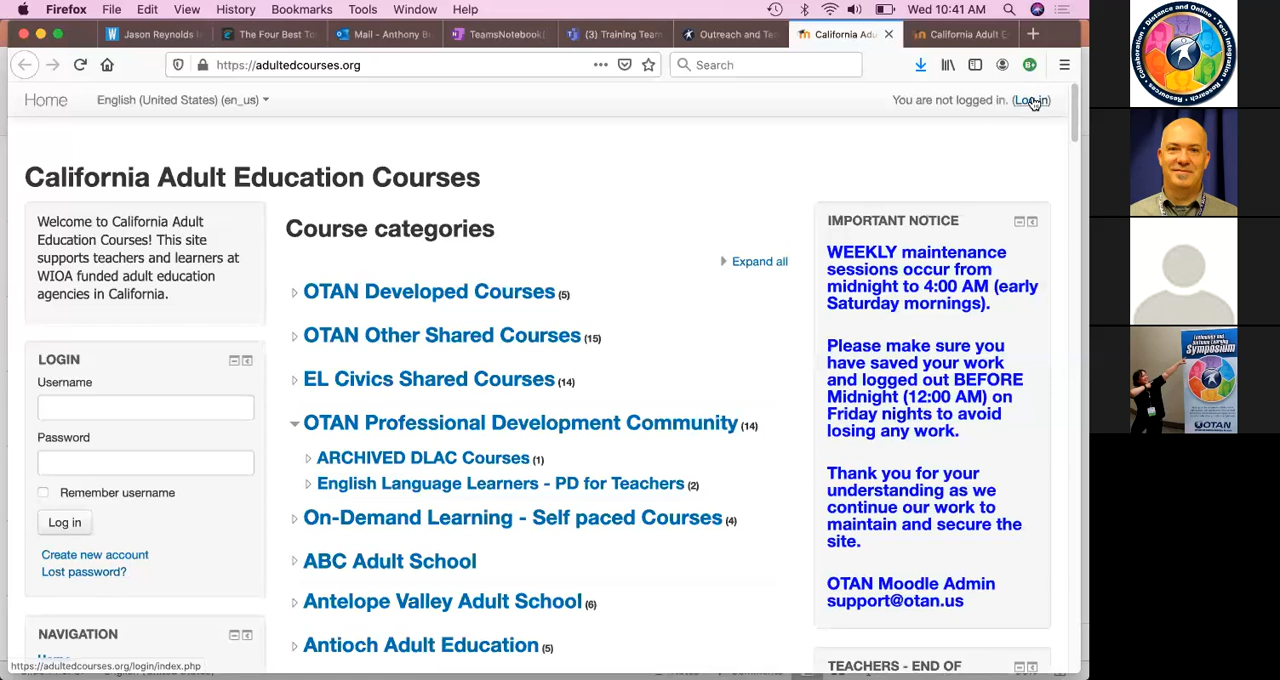 Firefox File Edit View History Bookmarks Tools Window Help Wed 10:41 AM
Jason Reynolds The Four Best To Mail - Anthony B TeamsNotebook( (3) Training Team Outreach and Te California Adu California Adult E
https://adultedcourses.org Search
Home English (United States) (en_us) You are not logged in. (Log in)
California Adult Education Courses
Welcome to California Adult
Education Courses! This site
supports teachers and learners at
WIOA funded adult education
agencies in California.
LOGIN
Username
Password
Remember username
Log in
Create new account
Lost password?
NAVIGATION
Home
https://adultedcourses.org/login/index.php
Course categories
Expand all
OTAN Developed Courses (5)
OTAN Other Shared Courses (15)
EL Civics Shared Courses (14)
OTAN Professional Development Community (14)
ARCHIVED DLAC Courses (1)
English Language Learners - PD for Teachers (2)
On-Demand Learning - Self paced Courses (4)
ABC Adult School
Antelope Valley Adult School (6)
Antioch Adult Education (5)
IMPORTANT NOTICE
WEEKLY maintenance
sessions occur from
midnight to 4:00 AM (early
Saturday mornings).
Please make sure you
have saved your work
and logged out BEFORE
Midnight (12:00 AM) on
Friday nights to avoid
losing any work.
Thank you for your
understanding as we
continue our work to
maintain and secure the
site.
OTAN Moodle Admin
support@otan.us
TEACHERS - END OF
Collaboration Distance and Online Tech Integration Research Resources
Symposium
OTAN